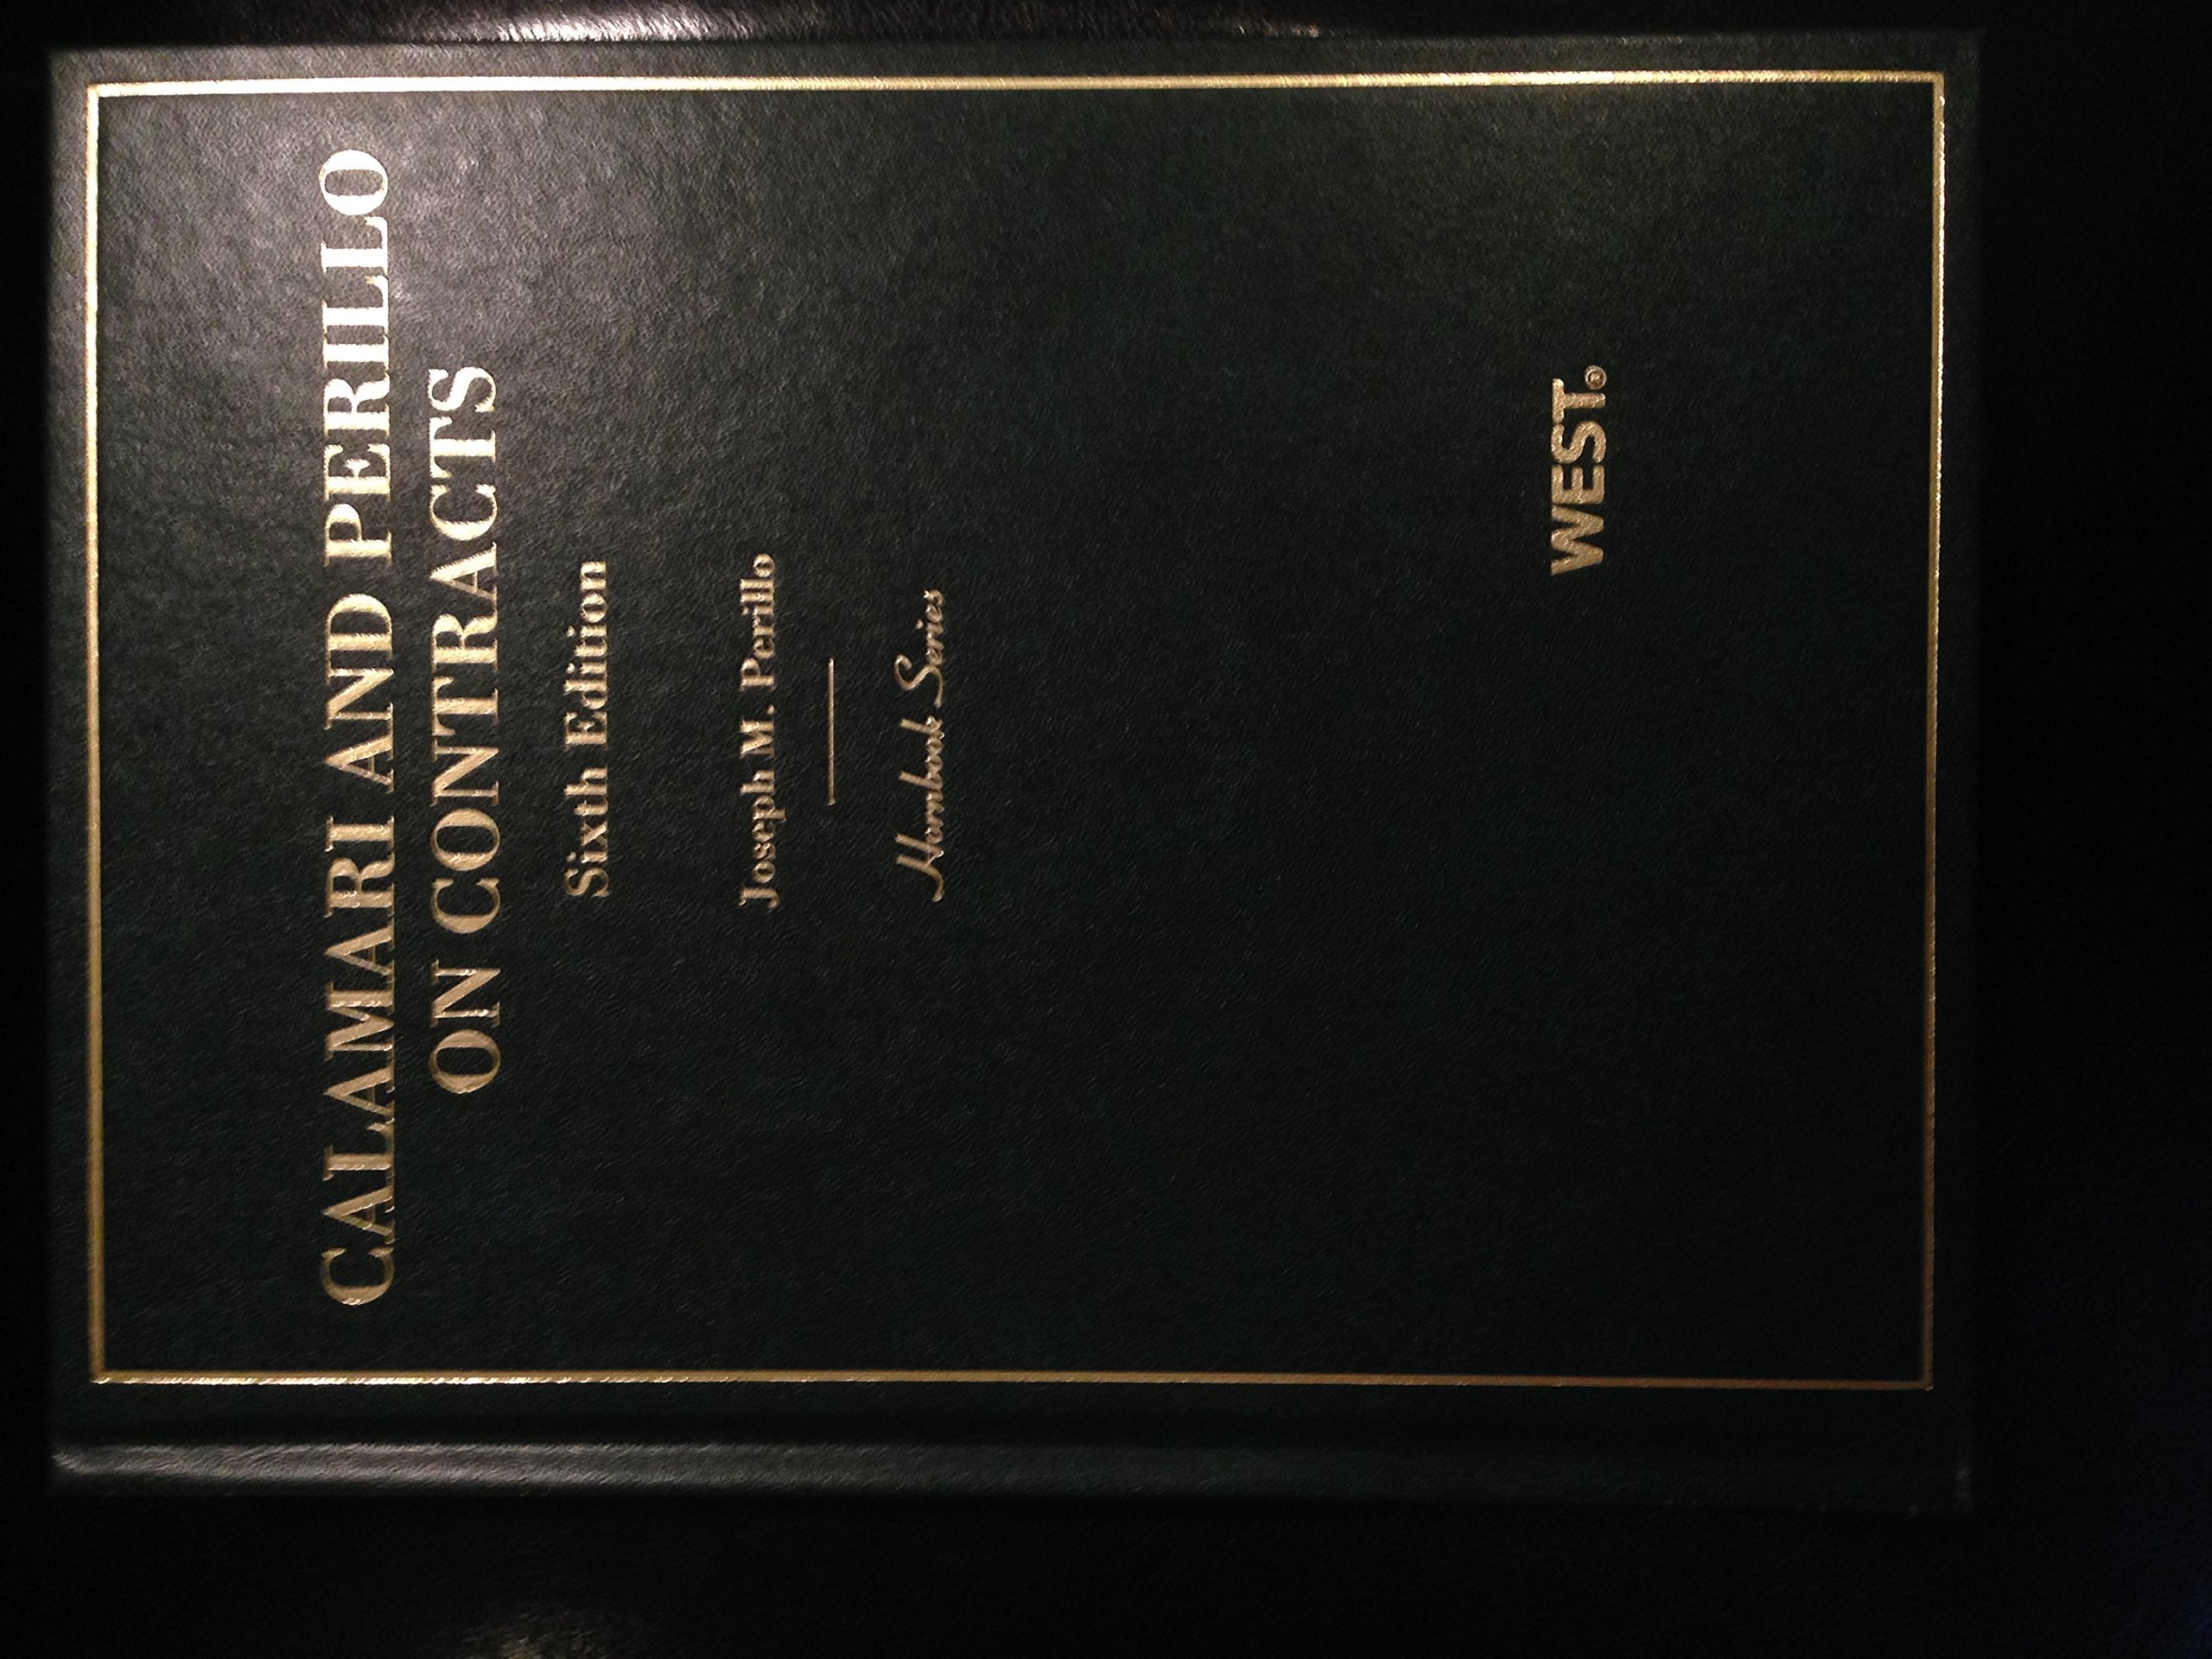 CALAMARI AND PERILLO
ON CONTRACTS
Sixth Edition
Joseph M. Perillo
Hornbook Series
WEST®